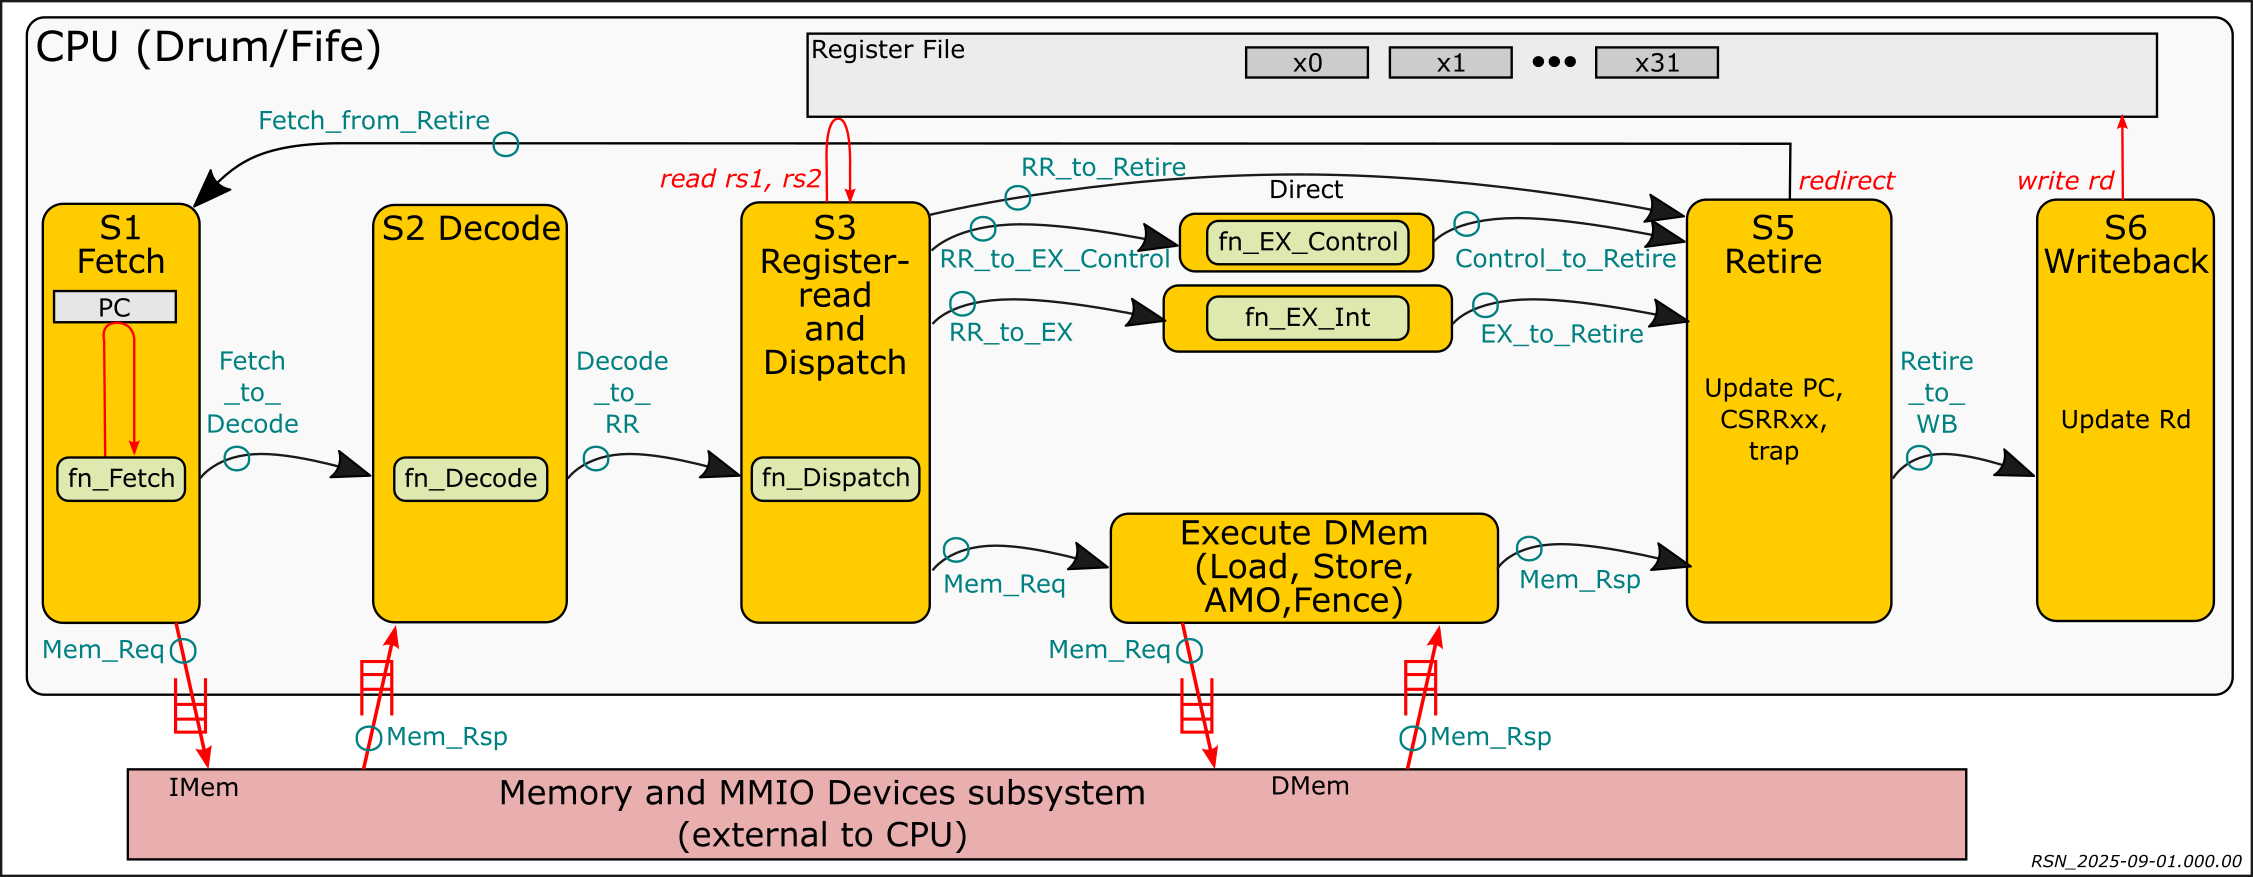 CPU (Drum/Fife)
Register File
x0
x1
•••
x31
Fetch_from_Retire
read rs1, rs2
RR_to_Retire
Direct
redirect
write rd
S1
Fetch
PC
fn_Fetch
Fetch
_to_
Decode
S2 Decode
fn_Decode
Decode
_to_
RR
S3
Register-
read
and
Dispatch
fn_Dispatch
RR_to_EX_Control
fn_EX_Control
Control_to_Retire
RR_to_EX
fn_EX_Int
EX_to_Retire
Mem_Req
Execute DMem
(Load, Store,
AMO,Fence)
Mem_Rsp
S5
Retire
Update PC,
CSRRxx,
trap
Retire
_to_
WB
S6
Writeback
Update Rd
Mem_Req
Mem_Rsp
Mem_Req
Mem_Rsp
IMem
Memory and MMIO Devices subsystem
(external to CPU)
DMem
RSN_2025-09-01.000.00